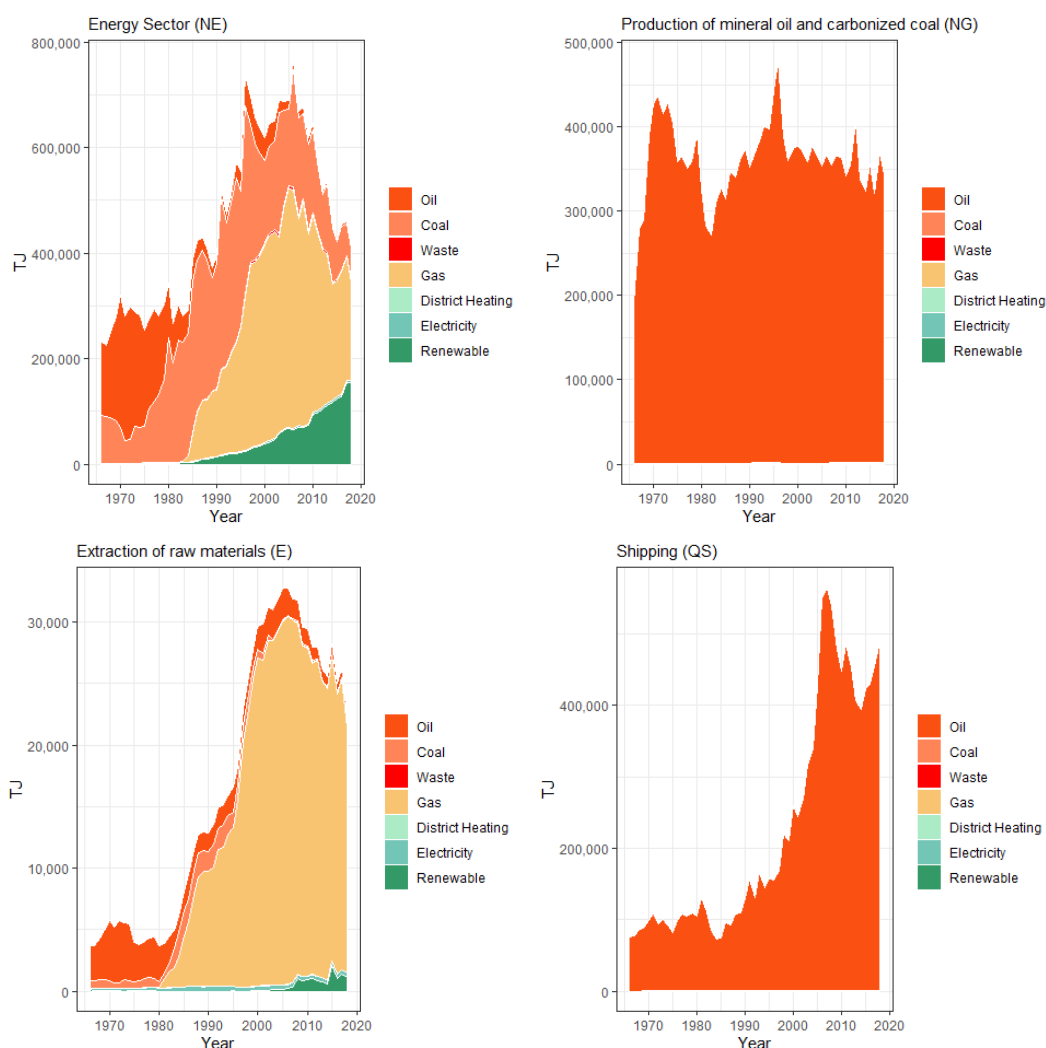 Energy Sector (NE)
800,000
600,000
400,000
200,000
0
TJ
1970 1980 1990 2000 2010 2020
Year
Oil
Coal
Waste
Gas
District Heating
Electricity
Renewable
Production of mineral oil and carbonized coal (NG)
500,000
400,000
300,000
200,000
100,000
0
TJ
1970 1980 1990 2000 2010 2020
Year
Oil
Coal
Waste
Gas
District Heating
Electricity
Renewable
Extraction of raw materials (E)
30,000
20,000
10,000
0
TJ
1970 1980 1990 2000 2010 2020
Year
Oil
Coal
Waste
Gas
District Heating
Electricity
Renewable
Shipping (QS)
400,000
200,000
0
TJ
1970 1980 1990 2000 2010 2020
Year
Oil
Coal
Waste
Gas
District Heating
Electricity
Renewable